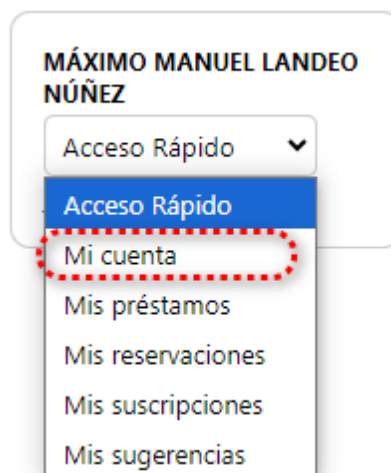 MÁXIMO MANUEL LANDEO
NÚÑEZ
Acceso Rápido
Acceso Rápido
Mi cuenta
Mis préstamos
Mis reservaciones
Mis suscripciones
Mis sugerencias